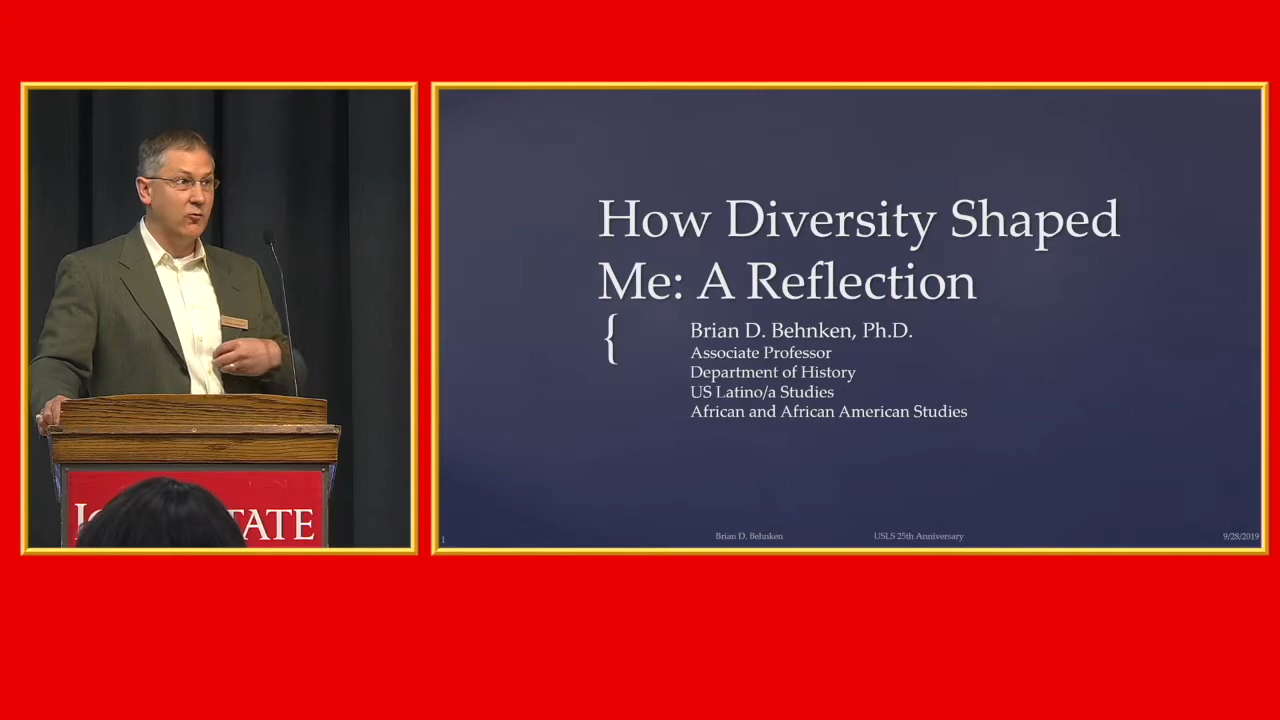 How Diversity Shaped
Me: A Reflection
{
Brian D. Behnken, Ph.D.
Associate Professor
Department of History
US Latino/a Studies
African and African American Studies
1
Brian D. Behnken
USLS 25th Anniversary
9/28/2019
TATE